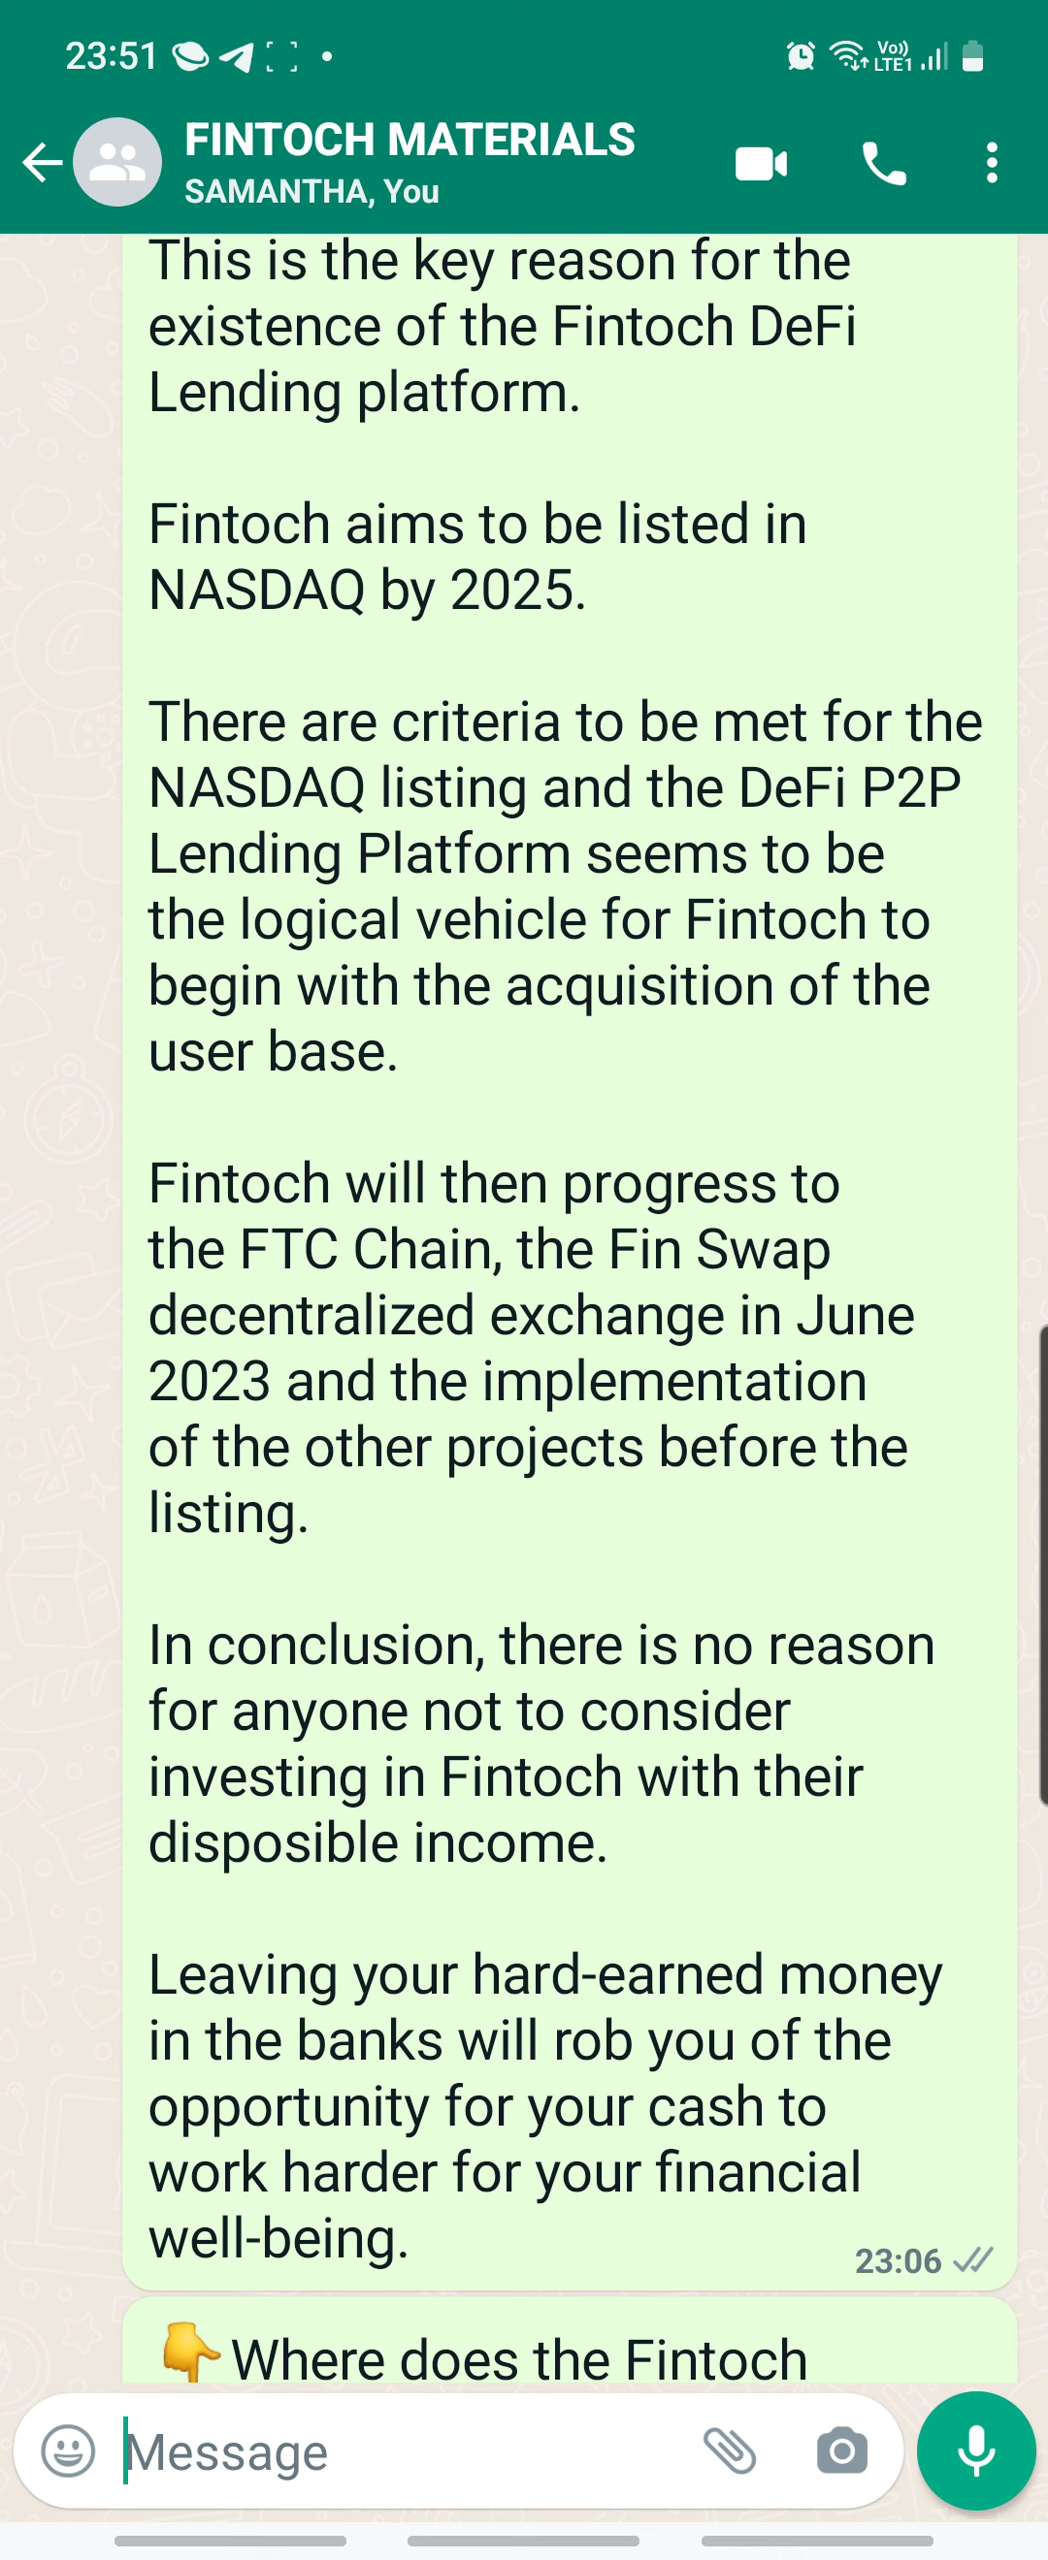 23:51
Vo))
LTE1
FINTOCH MATERIALS
SAMANTHA, You
This is the key reason for the
existence of the Fintoch DeFi
Lending platform.
Fintoch aims to be listed in
NASDAQ by 2025.
There are criteria to be met for the
NASDAQ listing and the DeFi P2P
Lending Platform seems to be
the logical vehicle for Fintoch to
begin with the acquisition of the
user base.
Fintoch will then progress to
the FTC Chain, the Fin Swap
decentralized exchange in June
2023 and the implementation
of the other projects before the
listing.
In conclusion, there is no reason
for anyone not to consider
investing in Fintoch with their
disposible income.
Leaving your hard-earned money
in the banks will rob you of the
opportunity for your cash to
work harder for your financial
well-being.
23:06
👇Where does the Fintoch
Message